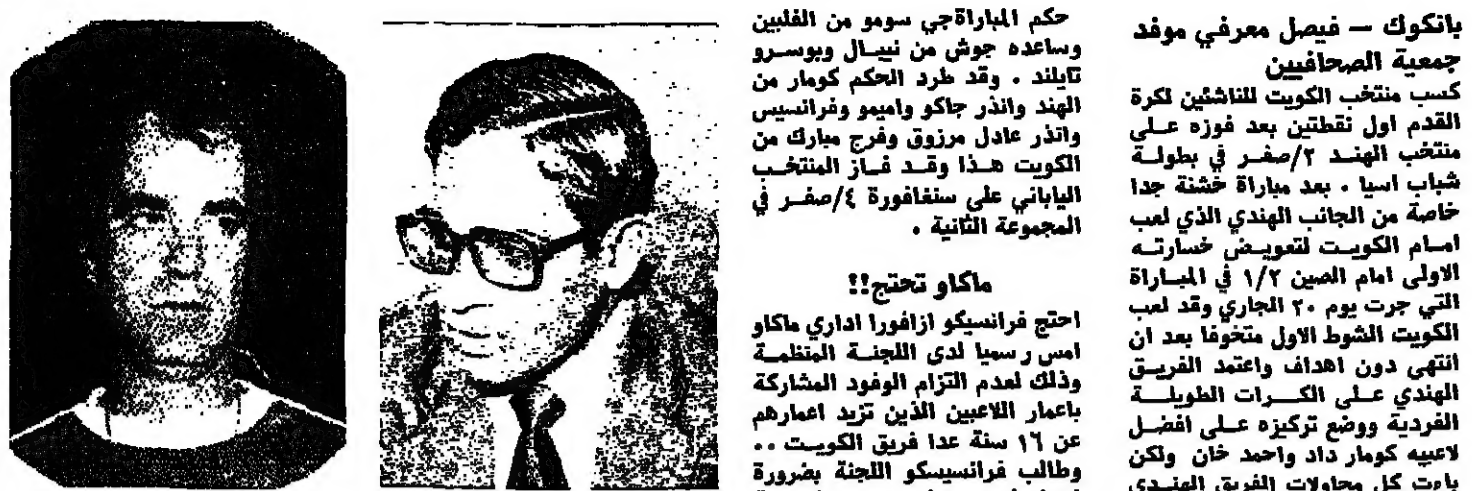 بانكوك – فيصل معرفي موفد
جمعية الصحافيين
كسب منتخب الكويت للناشئين لكرة
القدم اول نقطتين بعد فوزه على
منتخب الهند ٢/صفر في بطولة
شباب اسيا . بعد مباراة خشنة جدا
خاصة من الجانب الهندي الذي لعب
امام الكويت لتعويض خسارته
الاولى امام الصين ١/٢ في المباراة
التي جرت يوم ٢٠ الجاري وقد لعب
الكويت الشوط الاول متخوفا بعد ان
انتهي دون اهداف واعتمد الفريق
الهندي على الكرات الطويلة
الفردية ووضع تركيزه على افضل
لاعبيه كومار داد واحمد خان ولكن
باءت كل محاولات الفريق الهندي
حكم المباراةجي سومو من الفلبين
وساعده جوش من نيبال وبوسرو
تايلند . وقد طرد الحكم كومار من
الهند وانذر جاكو واميمو وفرانسيس
وانذر عادل مرزوق وفرج مبارك من
الكويت هذا وقد فاز المنتخب
الياباني على سنغافورة ٤/صفر في
المجموعة الثانية .
ماكاو تحتج!!
احتج فرانسيكو ازافورا اداري ماكاو
امس رسميا لدى اللجنة المنظمة
وذلك لعدم التزام الوفود المشاركة
باعمار اللاعبين الذين تزيد اعمارهم
عن ١٦ سنة عدا فريق الكويت ..
وطالب فرانسيسكو اللجنة بضرورة